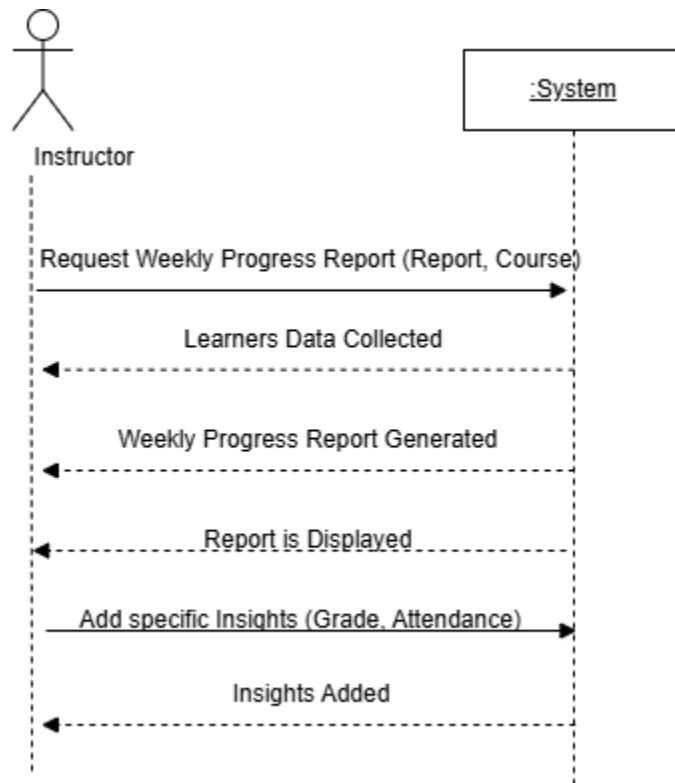 :System
Instructor
Request Weekly Progress Report (Report, Course)
Learners Data Collected
Weekly Progress Report Generated
Report is Displayed
Add specific Insights (Grade, Attendance)
Insights Added